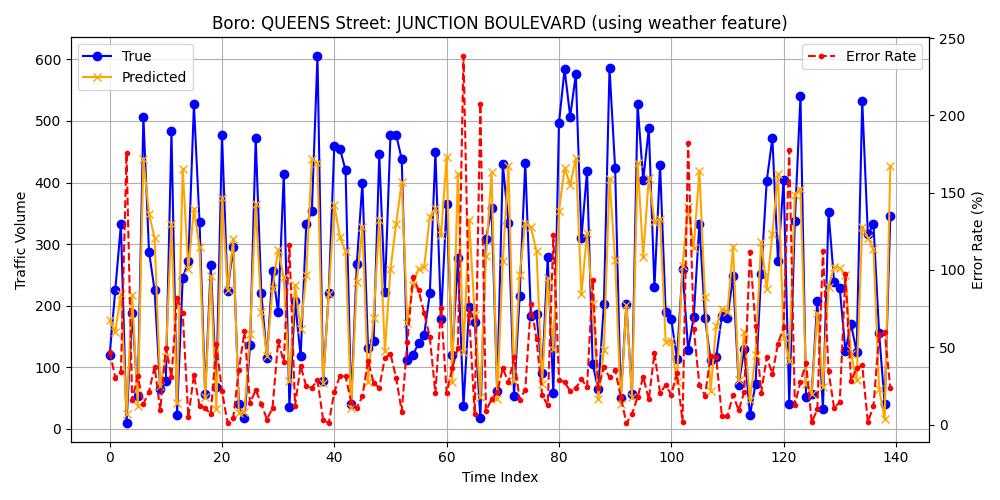 Boro: QUEENS Street: JUNCTION BOULEVARD (using weather feature)
True
Predicted
Error Rate
Traffic Volume
600
500
400
300
200
100
0
Error Rate (%)
250
200
150
100
50
0
0 20 40 60 80 100 120 140
Time Index